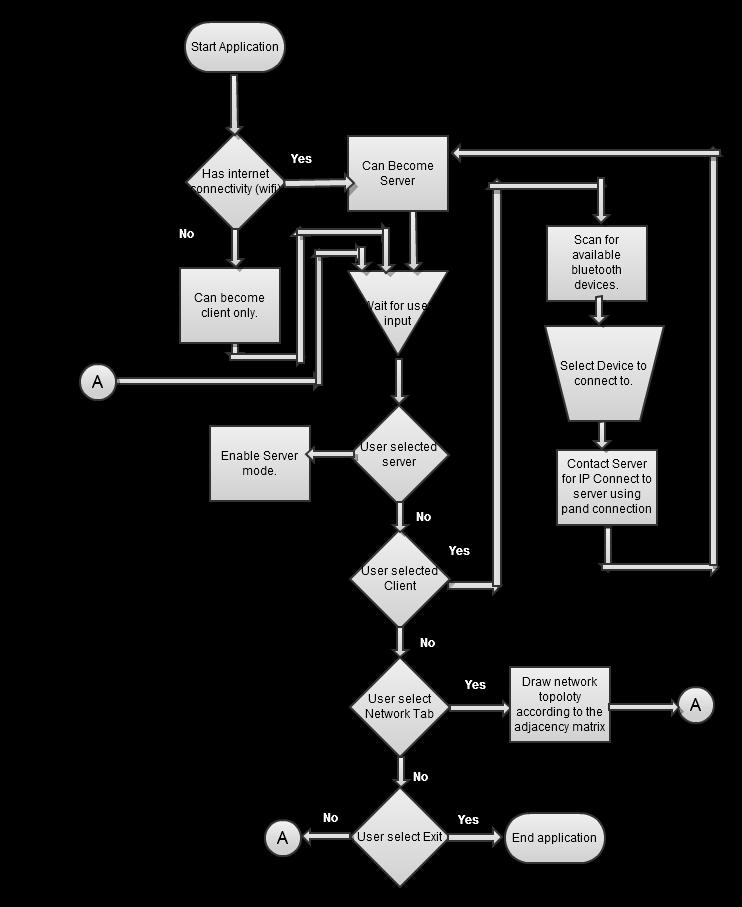 Start Application
Has internet
connectivity (wifi)
Yes
Can Become
Server
No
Can become
client only.
Wait for user
input
A
Scan for
available
bluetooth
devices.
Select Device to
connect to.
Contact Server
for IP Connect to
server using
pand connection
User selected
server
Enable Server
mode.
No
User selected
Client
Yes
No
User select
Network Tab
Yes
Draw network
topoloty
according to the
adjacency matrix
A
No
User select Exit
No
A
Yes
End application